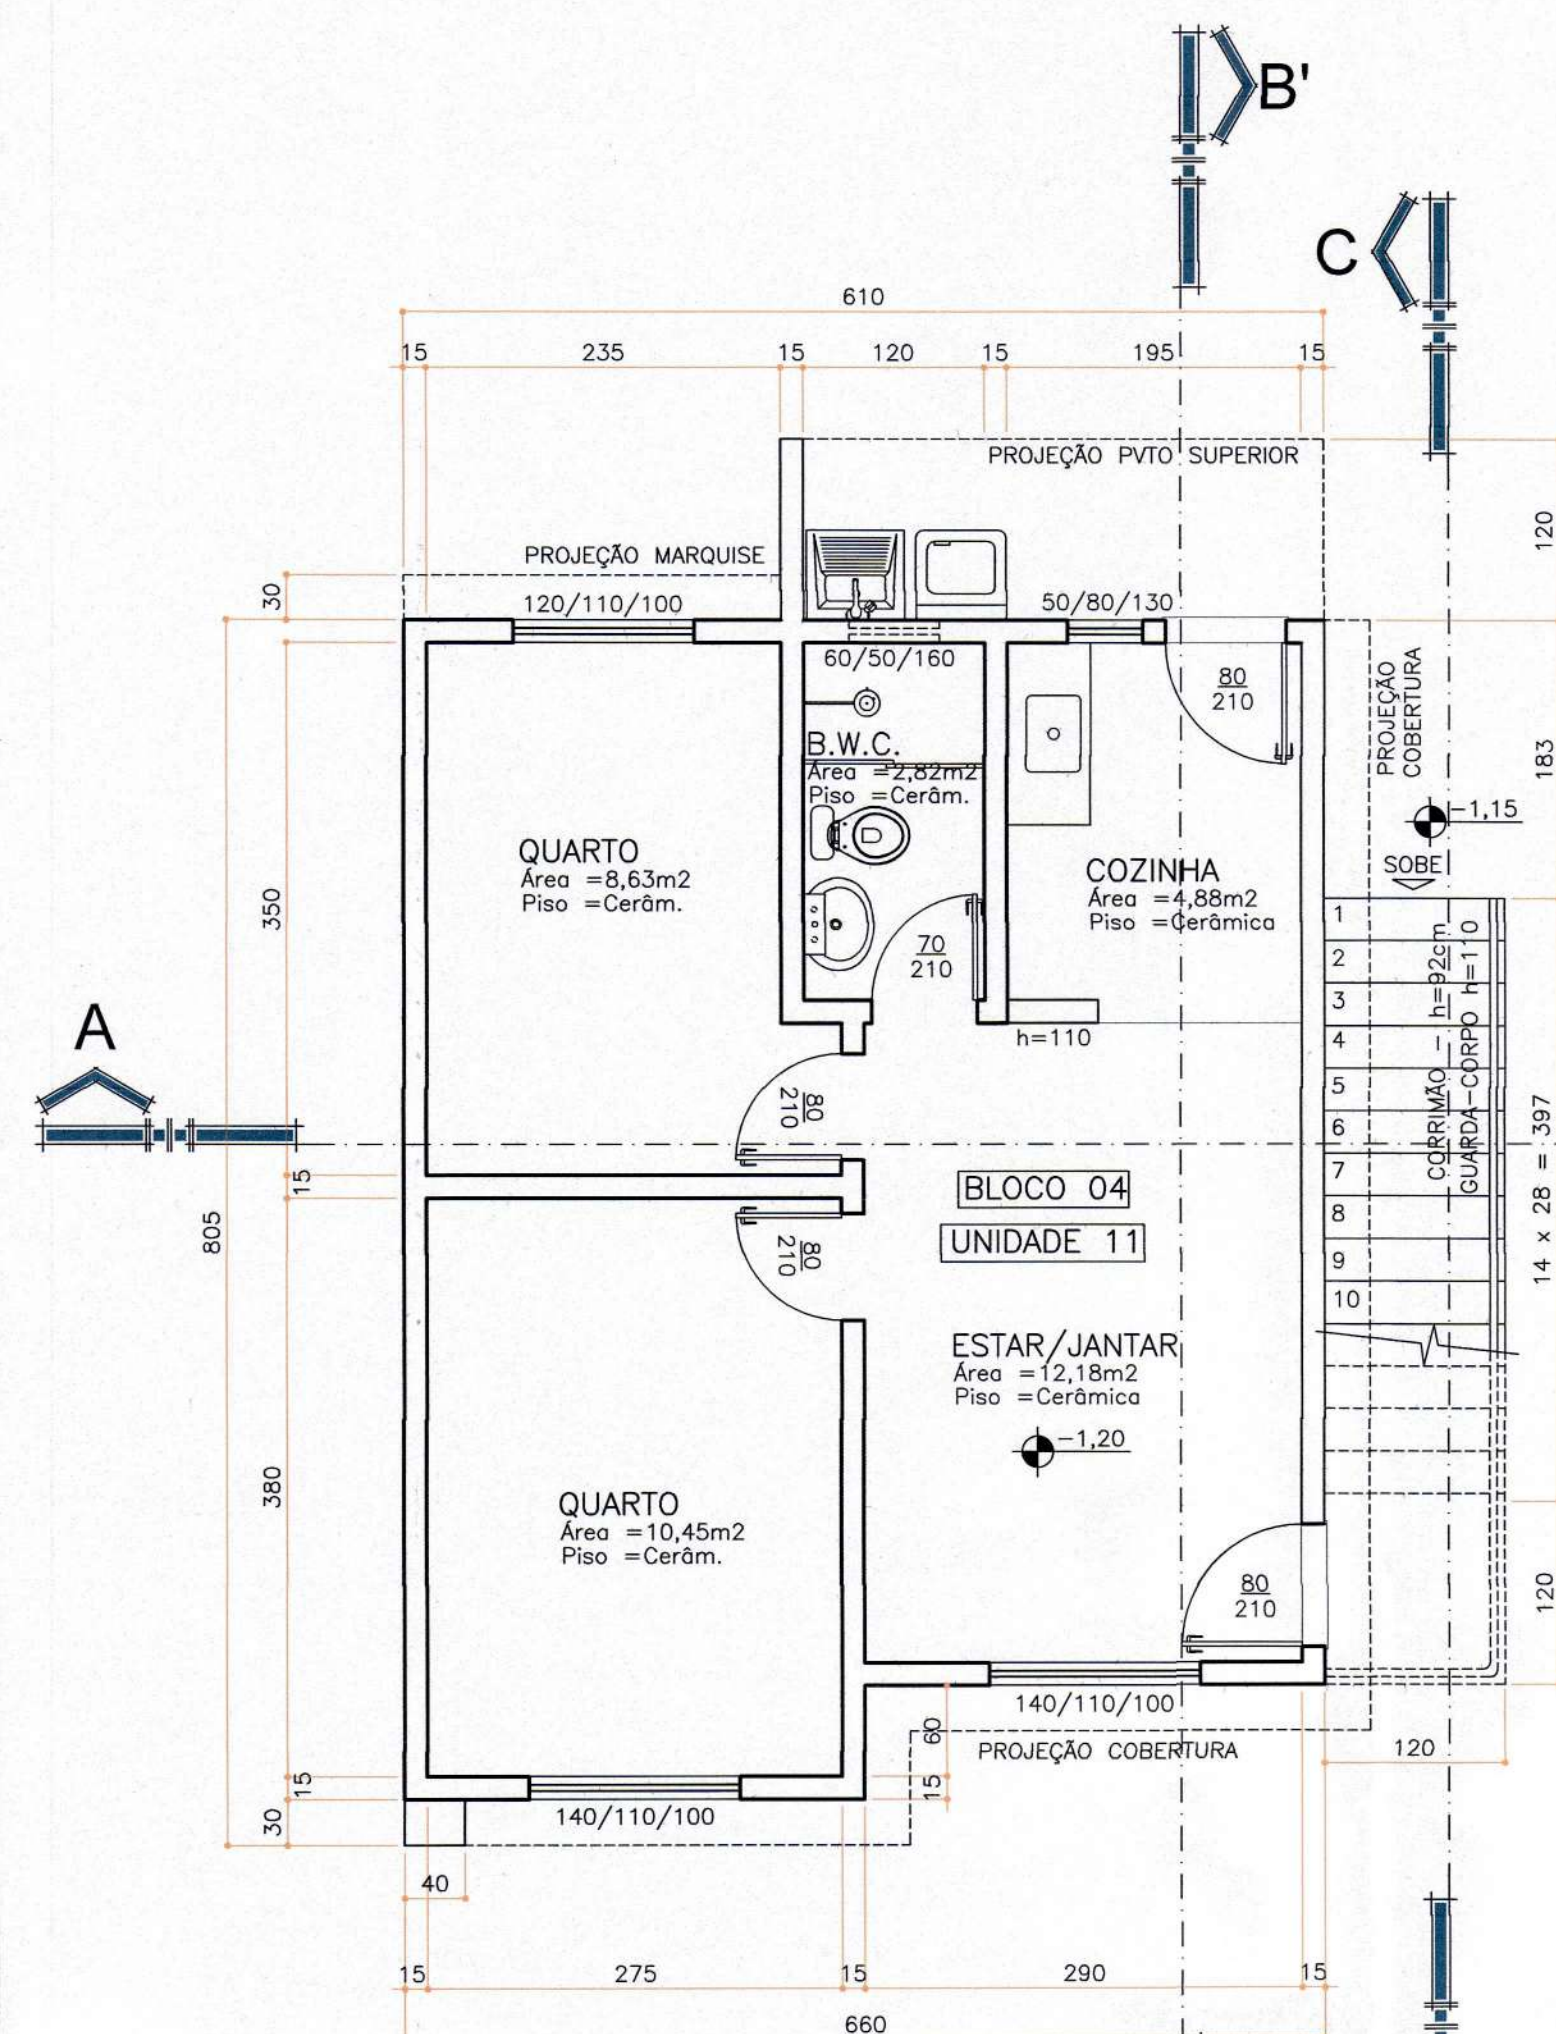 B'
C
610
15 235 15 120 15 195 15
PROJEÇÃO PVTO SUPERIOR
120
PROJEÇÃO MARQUISE
30
120/110/100
50/80/130
60/50/160
80
210
PROJEÇÃO
COBERTURA
183
B.W.C.
Área =2,82m2
Piso =Cerâm.
-1,15
QUARTO
Área =8,63m2
Piso =Cerâm.
COZINHA
Área =4,88m2
Piso =Cerâmica
SOBE
350
70
210
1
2
3
4
5
6
7
8
9
10
CORRIMÃO - h=92cm
GUARDA-CORPO h=110
14 x 28 = 397
h=110
A
80
210
15
805
BLOCO 04
UNIDADE 11
80
210
ESTAR/JANTAR
Área =12,18m2
Piso =Cerâmica
-1,20
380
QUARTO
Área =10,45m2
Piso =Cerâm.
80
210
120
140/110/100
60
PROJEÇÃO COBERTURA
120
15
15
140/110/100
30
40
15 275 15 290 15
660